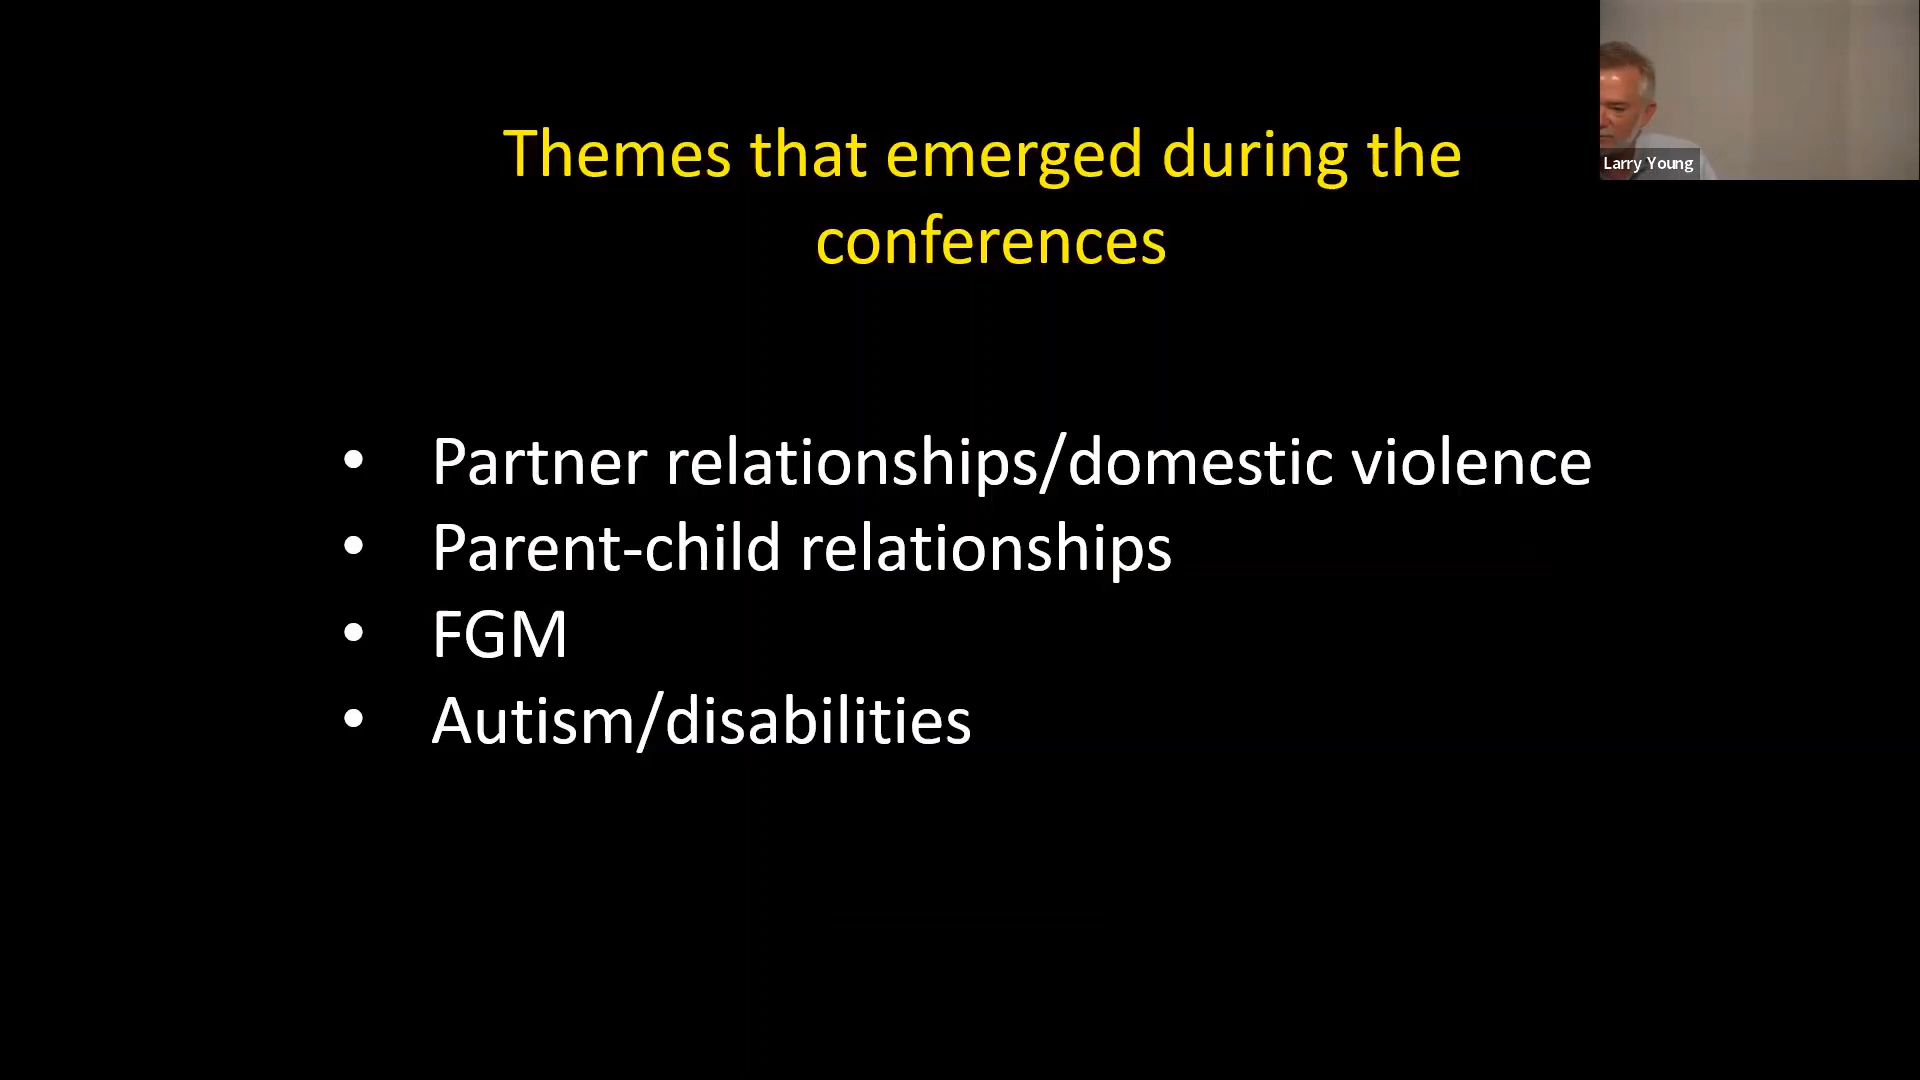 Themes that emerged during the
conferences
Larry Young
• Partner relationships/domestic violence
• Parent-child relationships
• FGM
• Autism/disabilities